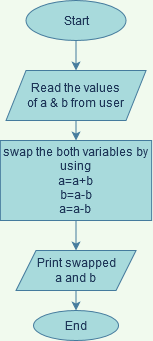 Start
Read the values
of a & b from user
swap the both variables by
using
a=a+b
b=a-b
a=a-b
Print swapped
a and b
End